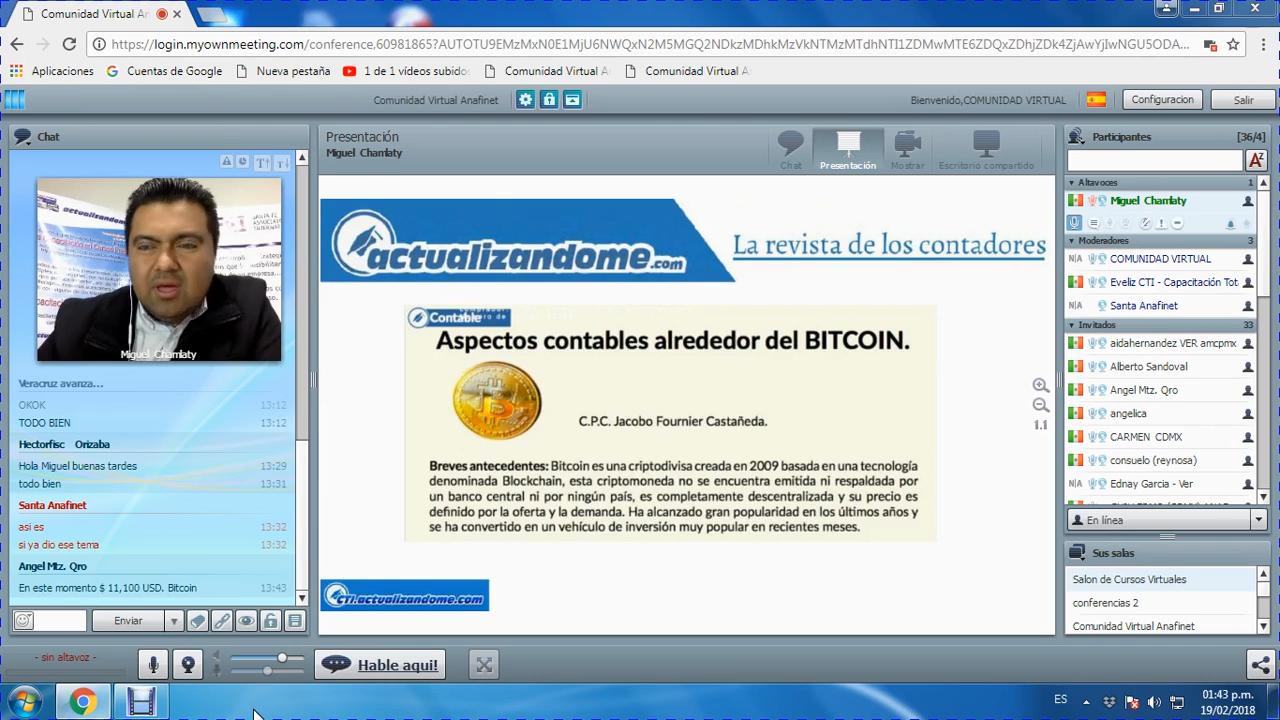 Comunidad Virtual An
https://login.myownmeeting.com/conference,60981865?AUTOTU9EMzMxN0E1MjU6NWQxN2M5MGQ2NDkzMDhkMzVkNTMzMTdhNTI1ZDMwMTE6ZDQxZDhjZDk4ZjAwYjIwNGU5ODA...
Aplicaciones
Cuentas de Google
Nueva pestaña
1 de 1 vídeos subidos
Comunidad Virtual A
Comunidad Virtual A
Comunidad Virtual Anafinet
Bienvenido,COMUNIDAD VIRTUAL
Configuracion
Salir
Chat
Miguel Chamlaty
Veracruz avanza...
OKOK 13:12
TODO BIEN 13:12
Hectorfisc Orizaba
Hola Miguel buenas tardes 13:29
todo bien 13:31
Santa Anafinet
asi es 13:32
si ya dio ese tema 13:32
Angel Mtz. Qro
En este momento $ 11,100 USD. Bitcoin 13:43
Enviar
Presentación
Miguel Chamlaty
Chat
Presentación
Mostrar
Escritorio compartido
actualizandome.com
La revista de los contadores
Contable
Aspectos contables alrededor del BITCOIN.
C.P.C. Jacobo Fournier Castañeda.
Breves antecedentes: Bitcoin es una criptodivisa creada en 2009 basada en una tecnología
denominada Blockchain, esta criptomoneda no se encuentra emitida ni respaldada por
un banco central ni por ningún país, es completamente descentralizada y su precio es
definido por la oferta y la demanda. Ha alcanzado gran popularidad en los últimos años y
se ha convertido en un vehículo de inversión muy popular en recientes meses.
CTI.actualizandome.com
1.1
Participantes [36/4]
Altavoces 1
Miguel Chamlaty
Moderadores 3
N/A COMUNIDAD VIRTUAL
Eveliz CTI - Capacitación Tot
N/A Santa Anafinet
Invitados 33
aidahernandez VER amcpmx
Alberto Sandoval
Angel Mtz. Qro
angelica
CARMEN CDMX
consuelo (reynosa)
N/A Ednay Garcia - Ver
En línea
Sus salas
Salon de Cursos Virtuales
conferencias 2
Comunidad Virtual Anafinet
- sin altavoz -
Hable aqui!
ES
01:43 p.m.
19/02/2018